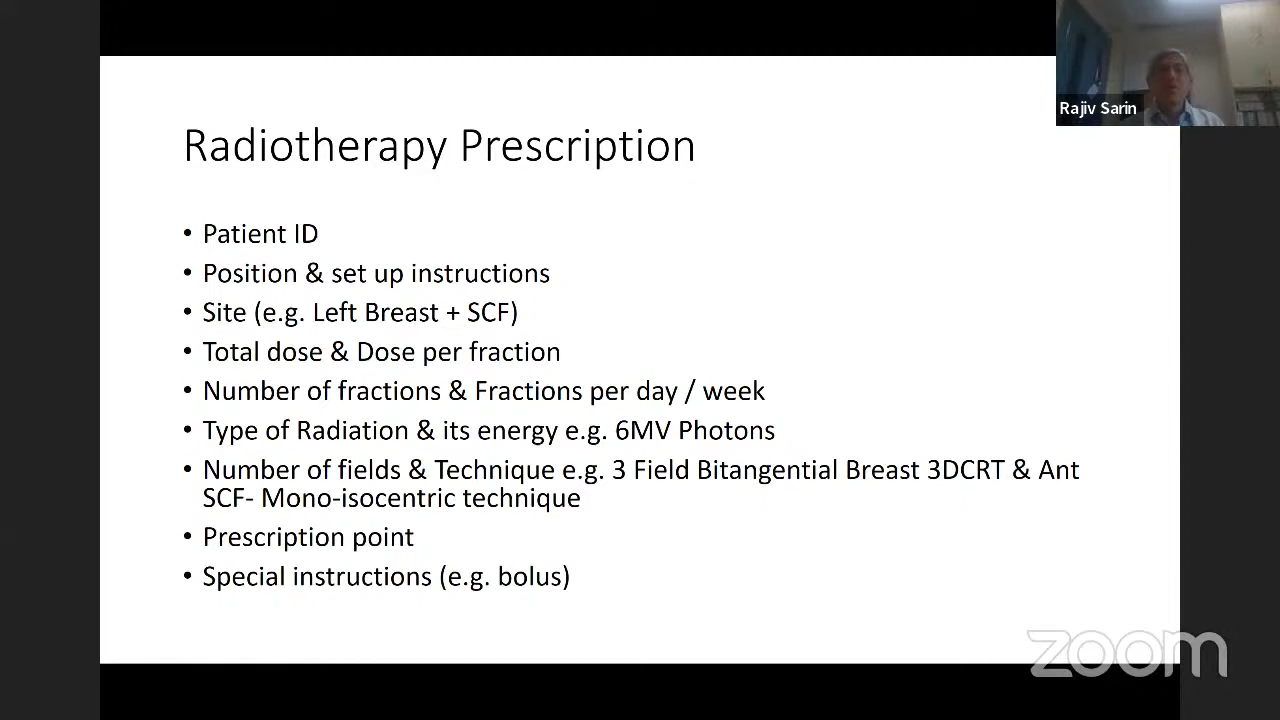 Rajiv Sarin
Radiotherapy Prescription
• Patient ID
• Position & set up instructions
• Site (e.g. Left Breast + SCF)
• Total dose & Dose per fraction
• Number of fractions & Fractions per day / week
• Type of Radiation & its energy e.g. 6MV Photons
• Number of fields & Technique e.g. 3 Field Bitangential Breast 3DCRT & Ant
SCF- Mono-isocentric technique
• Prescription point
• Special instructions (e.g. bolus)
zoom